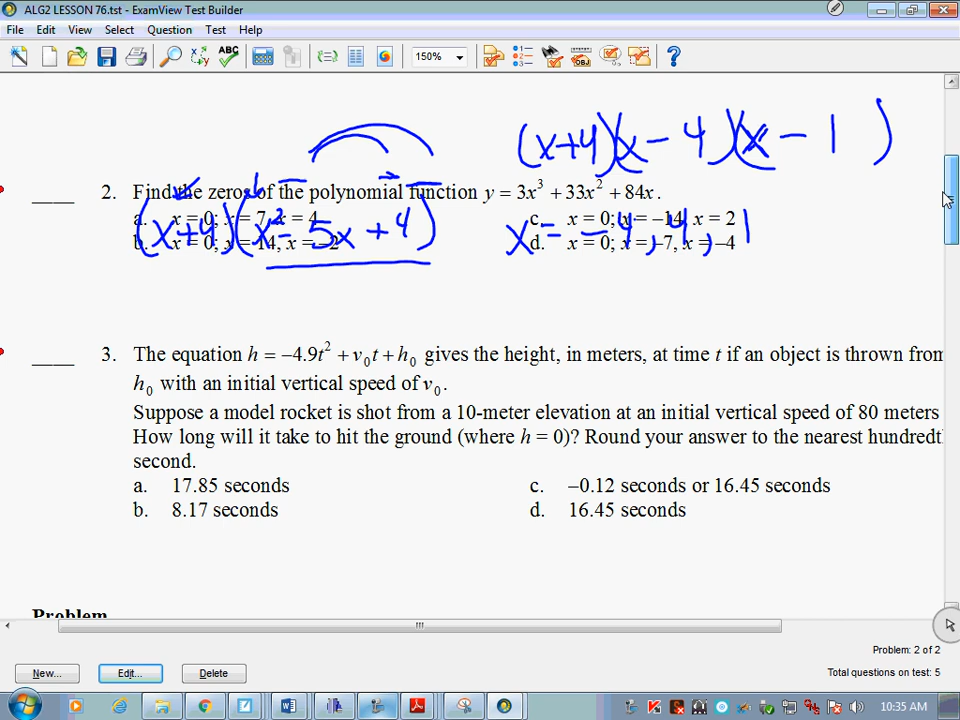 ALG2 LESSON 76.tst - ExamView Test Builder
File Edit View Select Question Test Help
ABC 150% OBJ ?
(x+4)(x-4)(x-1)
____ 2. Find the zeros of the polynomial function y = 3x³ + 33x² + 84x.
a. x = 0; x = 7, x = 4 c. x = 0; x = –14, x = 2
(x+4)(x²-5x+4) x = -4, 4, 1
b. x = 0; x = 14, x = –2 d. x = 0; x = –7, x = –4
____ 3. The equation h = –4.9t² + v₀t + h₀ gives the height, in meters, at time t if an object is thrown from
h₀ with an initial vertical speed of v₀.
Suppose a model rocket is shot from a 10-meter elevation at an initial vertical speed of 80 meters
How long will it take to hit the ground (where h = 0)? Round your answer to the nearest hundredth
second.
a. 17.85 seconds c. –0.12 seconds or 16.45 seconds
b. 8.17 seconds d. 16.45 seconds
Problem
Problem: 2 of 2
New... Edit... Delete
Total questions on test: 5
10:35 AM